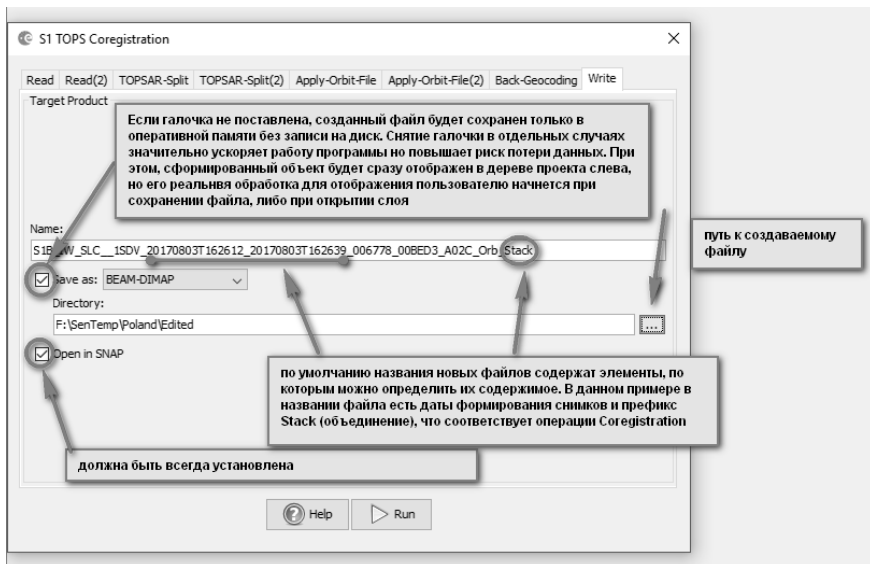 S1 TOPS Coregistration
Read Read(2) TOPSAR-Split TOPSAR-Split(2) Apply-Orbit-File Apply-Orbit-File(2) Back-Geocoding Write
Target Product
Если галочка не поставлена, созданный файл будет сохранен только в
оперативной памяти без записи на диск. Снятие галочки в отдельных случаях
значительно ускоряет работу программы но повышает риск потери данных. При
этом, сформированный объект будет сразу отображен в дереве проекта слева,
но его реальнвя обработка для отображения пользователю начнется при
сохранении файла, либо при открытии слоя
Name:
S1B_IW_SLC__1SDV_20170803T162612_20170803T162639_006778_00BED3_A02C_Orb_Stack
путь к создаваемому
файлу
Save as: BEAM-DIMAP
Directory:
F:\SenTemp\Poland\Edited
...
Open in SNAP
по умолчанию названия новых файлов содержат элементы, по
которым можно определить их содержимое. В данном примере в
названии файла есть даты формирования снимков и префикс
Stack (объединение), что соответствует операции Coregistration
должна быть всегда установлена
Help Run